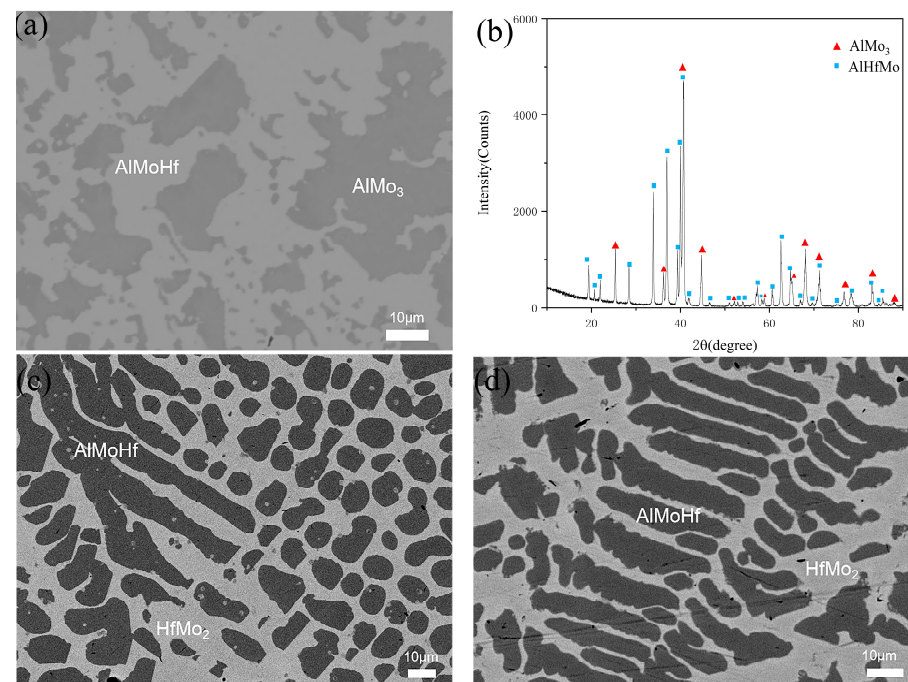 (a)
AlMoHf
AlMo₃
10μm
(b)
6000
4000
2000
0
Intensity(Counts)
AlMo₃
AlHfMo
20
40
60
80
2θ(degree)
(c)
AlMoHf
HfMo₂
10μm
(d)
AlMoHf
HfMo₂
10μm